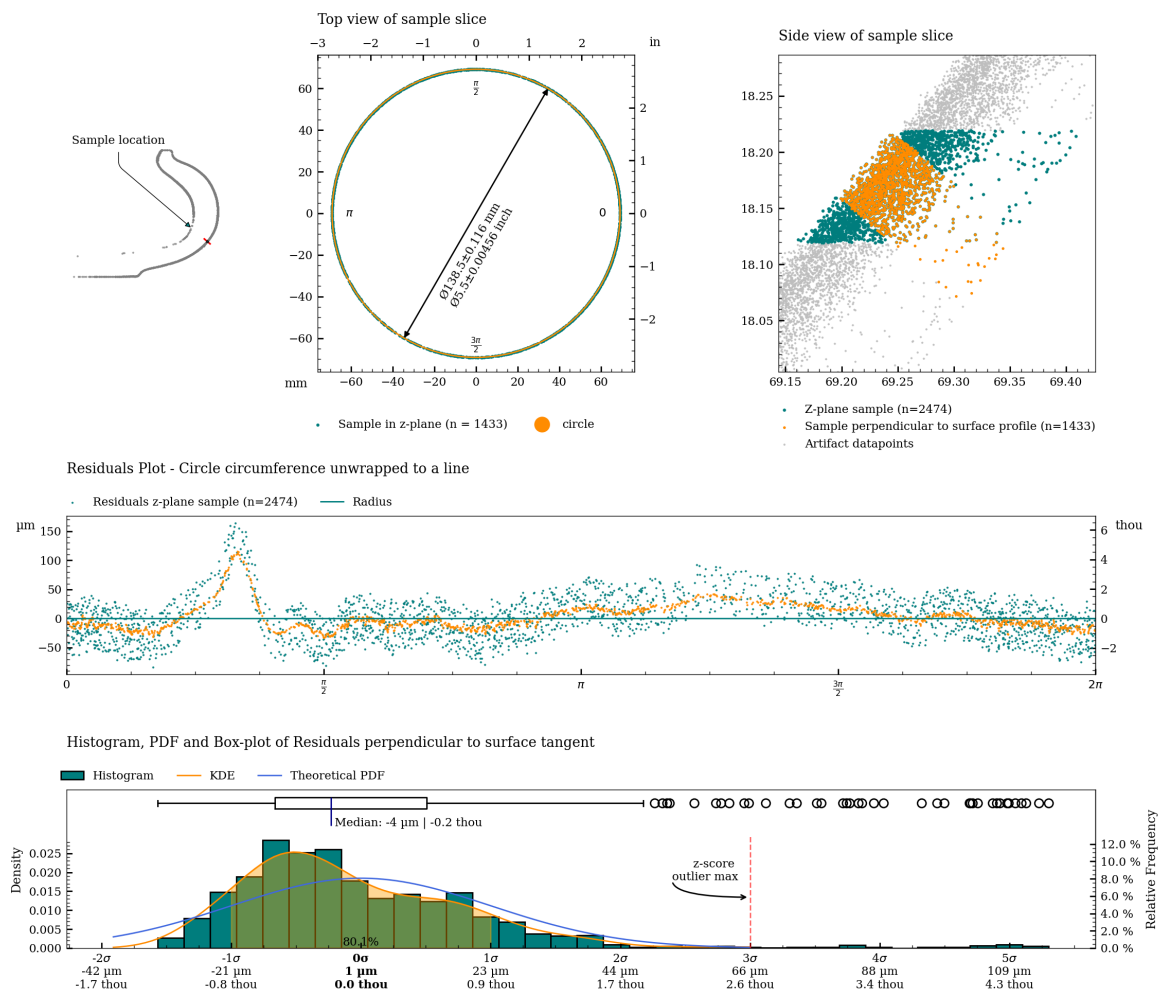 Top view of sample slice
−3 −2 −1 0 1 2 3 in
Side view of sample slice
Sample location
60
40
20
0
−20
−40
−60
2
1
0
−1
−2
π/2
π
0
3π/2
Ø138.5±0.116 mm
Ø5.5±0.00456 inch
mm
−60 −40 −20 0 20 40 60
18.25
18.20
18.15
18.10
18.05
69.15 69.20 69.25 69.30 69.35 69.40
Sample in z-plane (n = 1433)
circle
Z-plane sample (n=2474)
Sample perpendicular to surface profile (n=1433)
Artifact datapoints
Residuals Plot - Circle circumference unwrapped to a line
Residuals z-plane sample (n=2474)
Radius
µm
150
100
50
0
−50
thou
6
4
2
0
−2
0 π/2 π 3π/2 2π
Histogram, PDF and Box-plot of Residuals perpendicular to surface tangent
Histogram
KDE
Theoretical PDF
Median: -4 µm | -0.2 thou
Density
0.025
0.020
0.015
0.010
0.005
0.000
z-score
outlier max
80.1%
12.0 %
10.0 %
8.0 %
6.0 %
4.0 %
2.0 %
0.0 %
Relative Frequency
-2σ -1σ 0σ 1σ 2σ 3σ 4σ 5σ
-42 µm -21 µm 1 µm 23 µm 44 µm 66 µm 88 µm 109 µm
-1.7 thou -0.8 thou 0.0 thou 0.9 thou 1.7 thou 2.6 thou 3.4 thou 4.3 thou